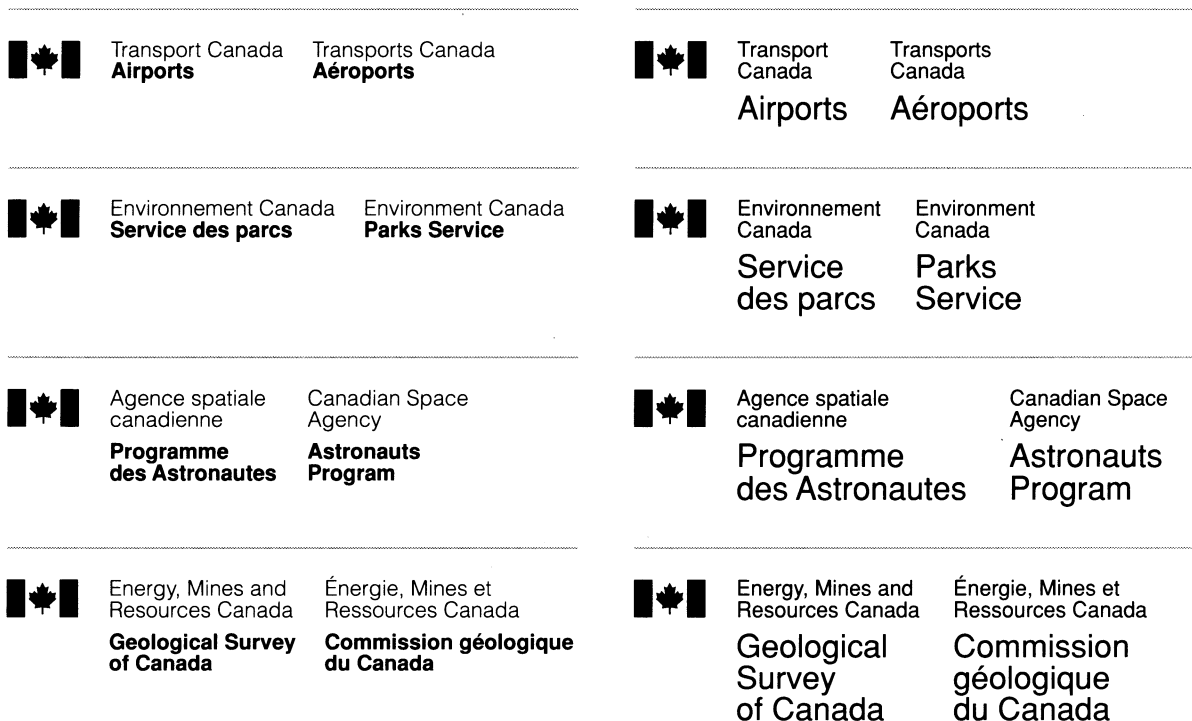 Transport Canada
Airports
Transports Canada
Aéroports
Transport
Canada
Airports
Transports
Canada
Aéroports
Environnement Canada
Service des parcs
Environment Canada
Parks Service
Environnement
Canada
Service
des parcs
Environment
Canada
Parks
Service
Agence spatiale
canadienne
Programme
des Astronautes
Canadian Space
Agency
Astronauts
Program
Agence spatiale
canadienne
Programme
des Astronautes
Canadian Space
Agency
Astronauts
Program
Energy, Mines and
Resources Canada
Geological Survey
of Canada
Énergie, Mines et
Ressources Canada
Commission géologique
du Canada
Energy, Mines and
Resources Canada
Geological
Survey
of Canada
Énergie, Mines et
Ressources Canada
Commission
géologique
du Canada